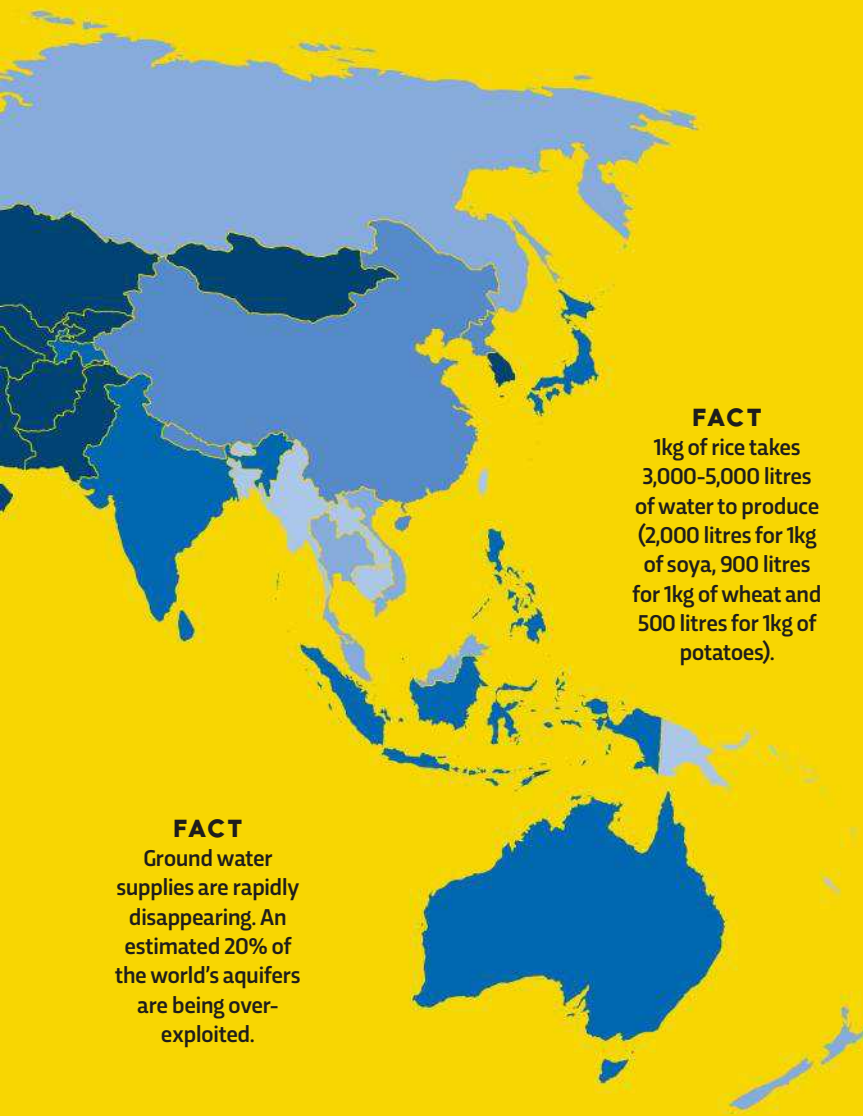 FACT
1kg of rice takes
3,000-5,000 litres
of water to produce
(2,000 litres for 1kg
of soya, 900 litres
for 1kg of wheat and
500 litres for 1kg of
potatoes).
FACT
Ground water
supplies are rapidly
disappearing. An
estimated 20% of
the world's aquifers
are being over-
exploited.